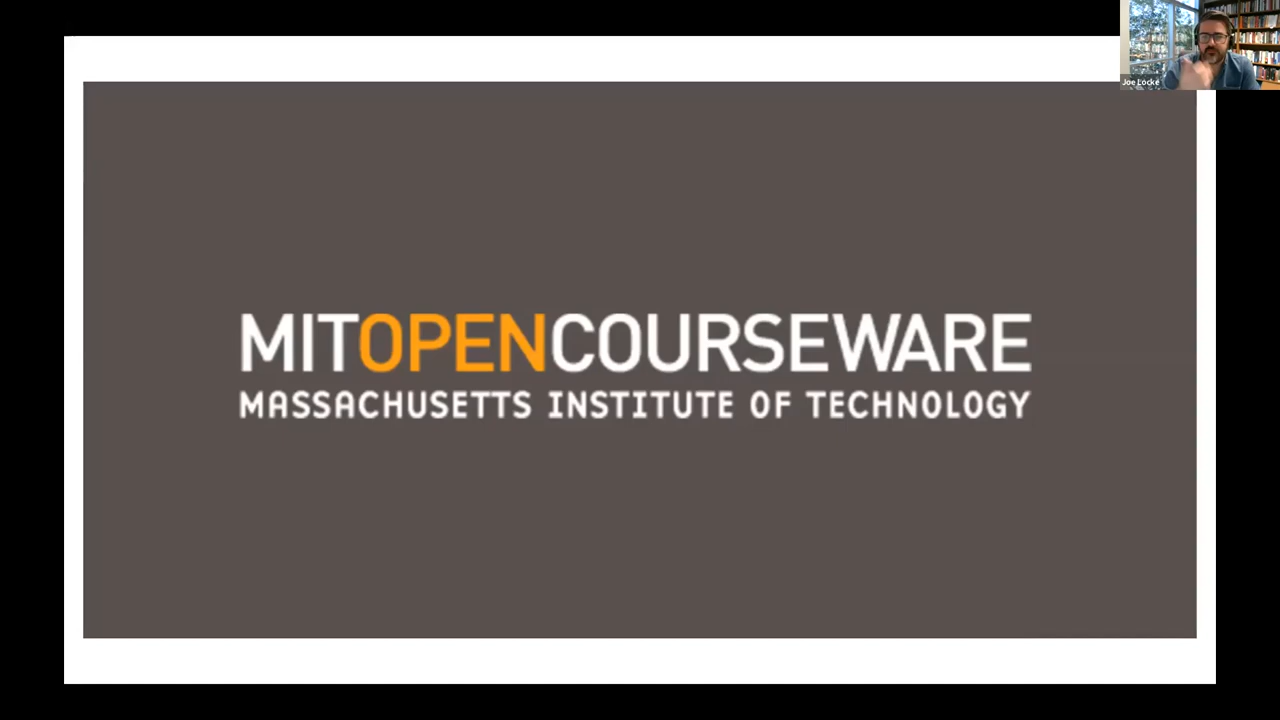 Joe Locke
MITOPENCOURSEWARE
MASSACHUSETTS INSTITUTE OF TECHNOLOGY